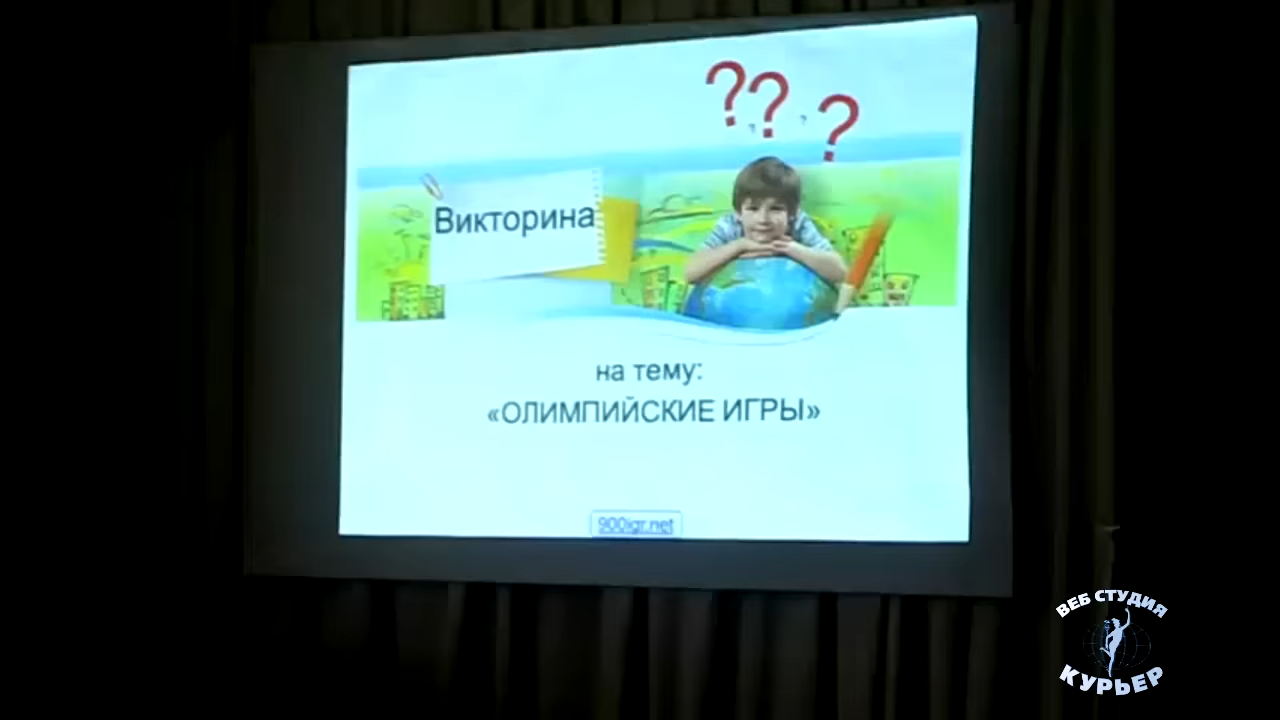 ???
Викторина
на тему:
«ОЛИМПИЙСКИЕ ИГРЫ»
900igr.net
ВЕБ СТУДИЯ
КУРЬЕР